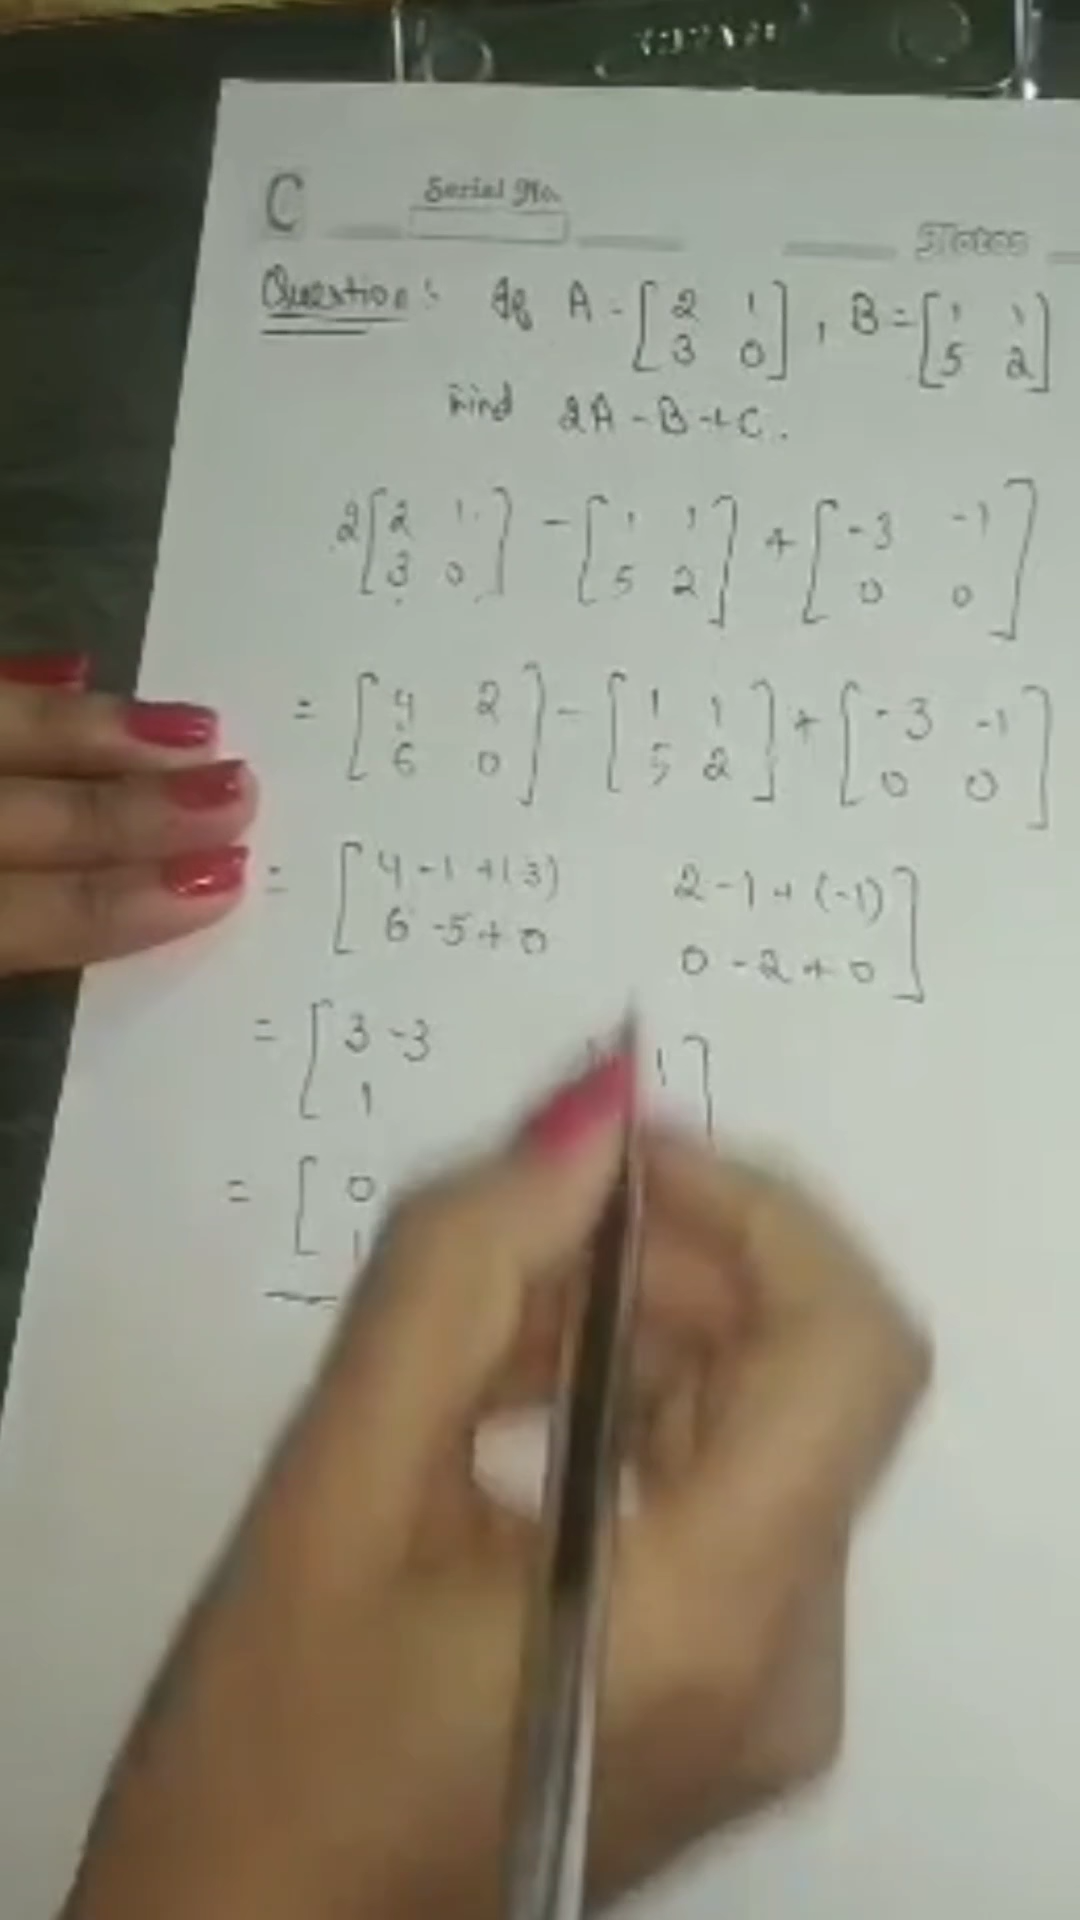 C Serial No. Notes
Question : If A = [ 2 1 ] , B = [ 1 1 ]
[ 3 0 ] [ 5 2 ]
find 2A - B + C .
2 [ 2 1 ] - [ 1 1 ] + [ -3 -1 ]
[ 3 0 ] [ 5 2 ] [ 0 0 ]
= [ 4 2 ] - [ 1 1 ] + [ -3 -1 ]
[ 6 0 ] [ 5 2 ] [ 0 0 ]
= [ 4 - 1 + (3) 2 - 1 + (-1) ]
[ 6 - 5 + 0 0 - 2 + 0 ]
= [ 3 - 3 1 ]
[ 1
= [ 0
[ 1